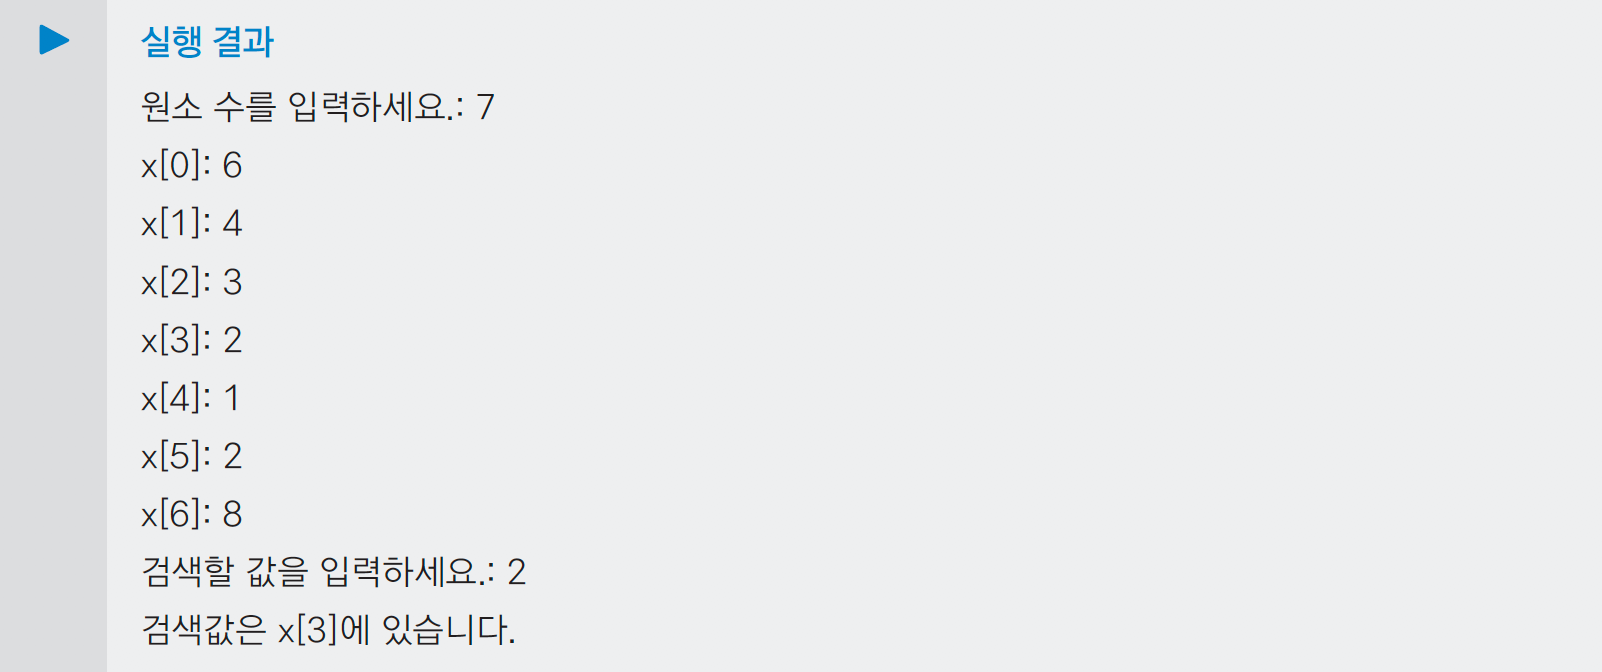 실행 결과
원소 수를 입력하세요.: 7
x[0]: 6
x[1]: 4
x[2]: 3
x[3]: 2
x[4]: 1
x[5]: 2
x[6]: 8
검색할 값을 입력하세요.: 2
검색값은 x[3]에 있습니다.